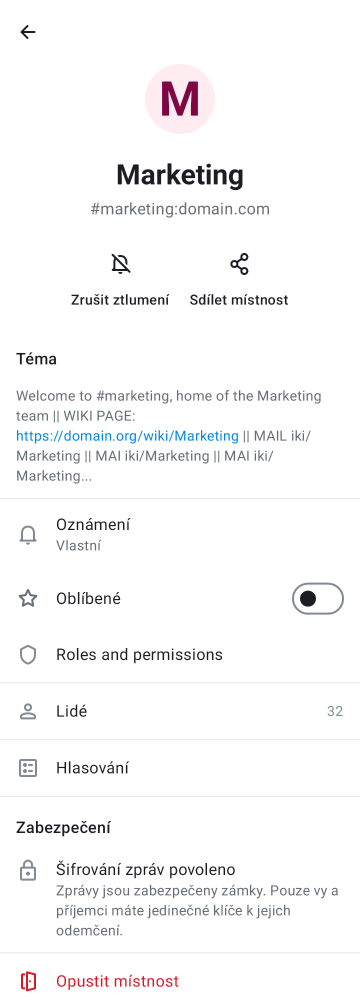 M
Marketing
#marketing:domain.com
Zrušit ztlumení
Sdílet místnost
Téma
Welcome to #marketing, home of the Marketing
team || WIKI PAGE:
https://domain.org/wiki/Marketing || MAIL iki/
Marketing || MAI iki/Marketing || MAI iki/
Marketing...
Oznámení
Vlastní
Oblíbené
Roles and permissions
Lidé 32
Hlasování
Zabezpečení
Šifrování zpráv povoleno
Zprávy jsou zabezpečeny zámky. Pouze vy a
příjemci máte jedinečné klíče k jejich
odemčení.
Opustit místnost